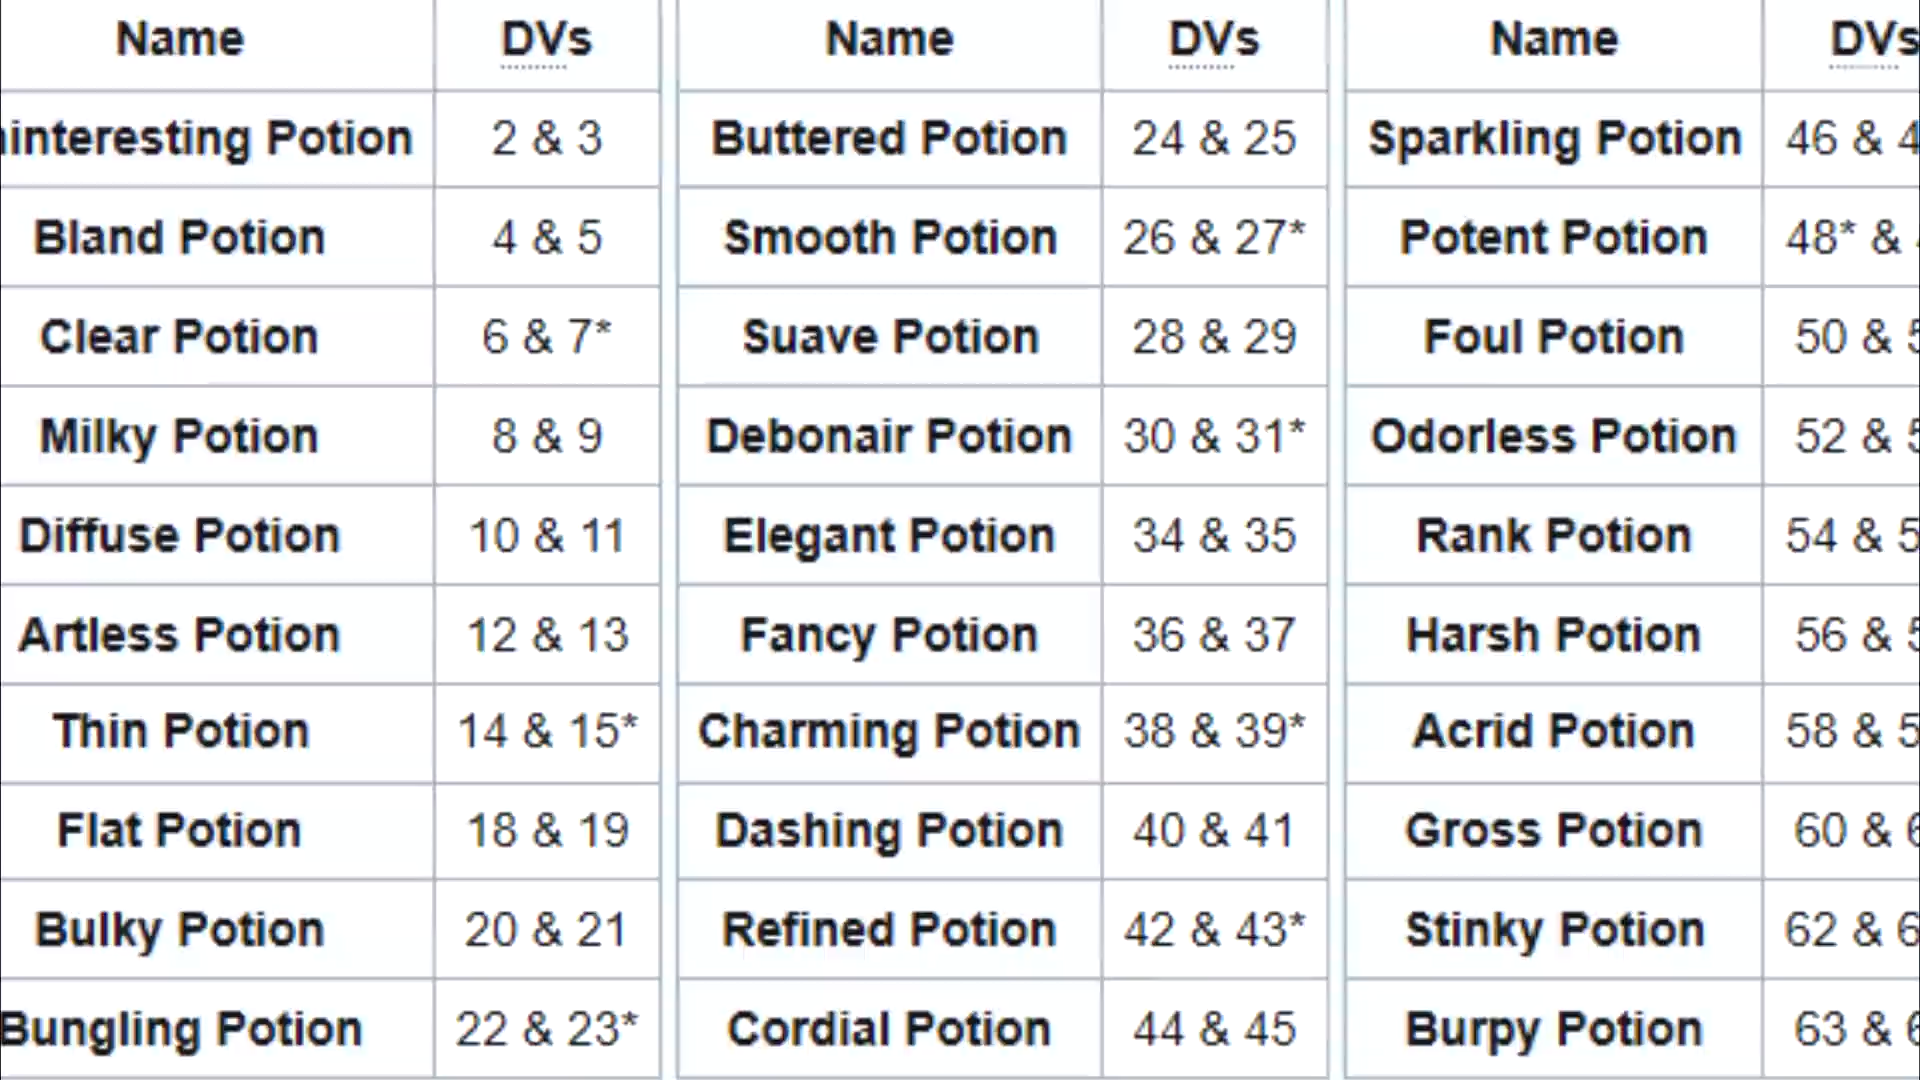 Name DVs Name DVs Name DVs
interesting Potion 2 & 3 Buttered Potion 24 & 25 Sparkling Potion 46 & 4
Bland Potion 4 & 5 Smooth Potion 26 & 27* Potent Potion 48* &
Clear Potion 6 & 7* Suave Potion 28 & 29 Foul Potion 50 & 5
Milky Potion 8 & 9 Debonair Potion 30 & 31* Odorless Potion 52 & 5
Diffuse Potion 10 & 11 Elegant Potion 34 & 35 Rank Potion 54 & 5
Artless Potion 12 & 13 Fancy Potion 36 & 37 Harsh Potion 56 & 5
Thin Potion 14 & 15* Charming Potion 38 & 39* Acrid Potion 58 & 5
Flat Potion 18 & 19 Dashing Potion 40 & 41 Gross Potion 60 & 6
Bulky Potion 20 & 21 Refined Potion 42 & 43* Stinky Potion 62 & 6
Bungling Potion 22 & 23* Cordial Potion 44 & 45 Burpy Potion 63 & 6